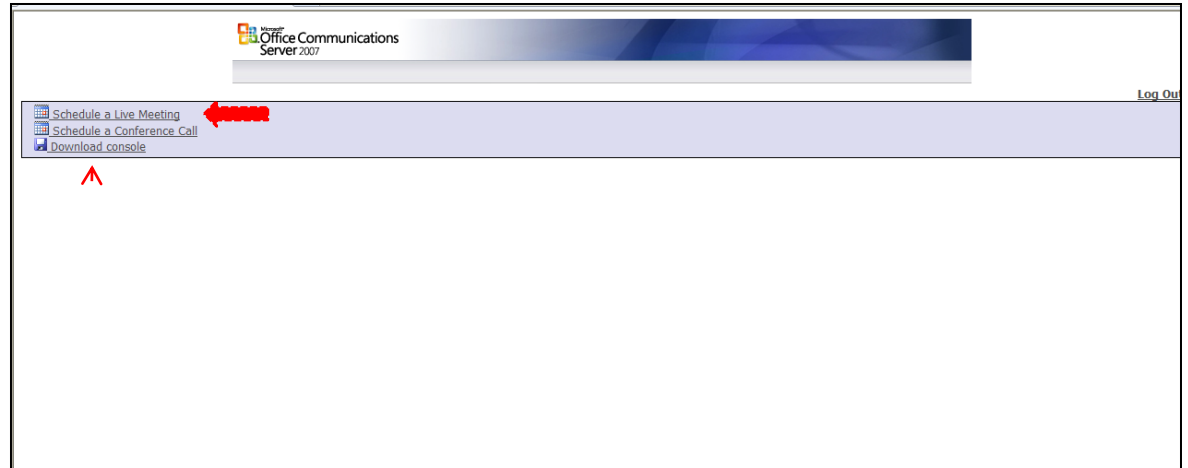 Microsoft
Office Communications
Server 2007
Log Out
Schedule a Live Meeting
Schedule a Conference Call
Download console